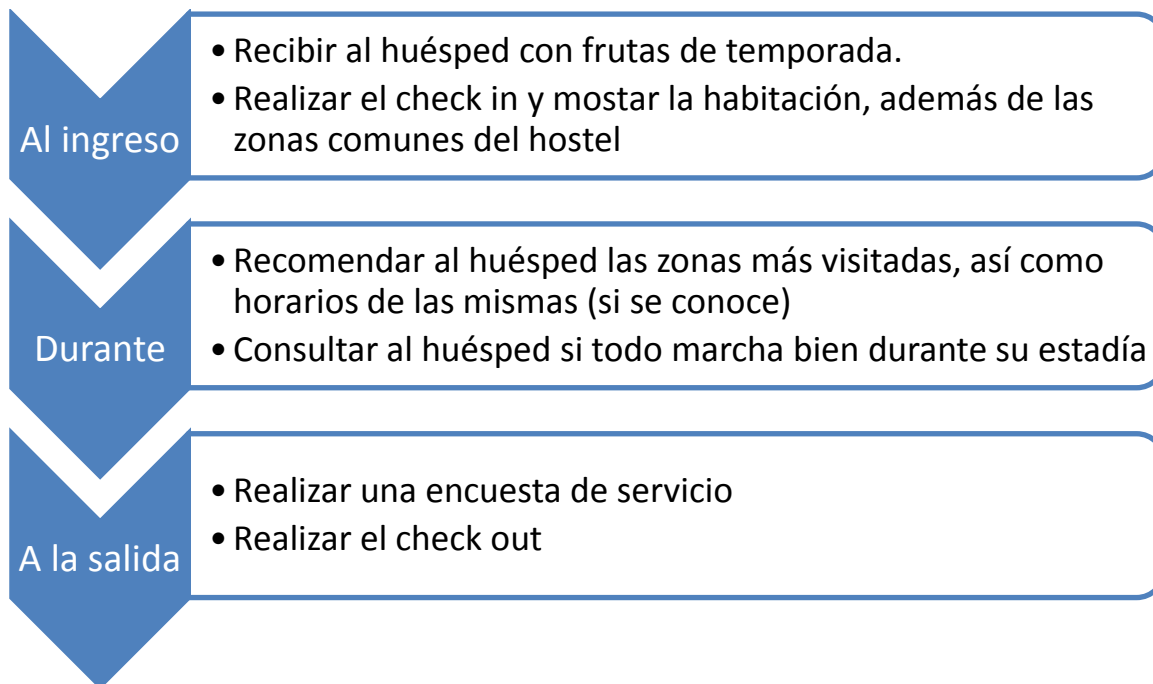 Al ingreso
• Recibir al huésped con frutas de temporada.
• Realizar el check in y mostar la habitación, además de las
zonas comunes del hostel
Durante
• Recomendar al huésped las zonas más visitadas, así como
horarios de las mismas (si se conoce)
• Consultar al huésped si todo marcha bien durante su estadía
A la salida
• Realizar una encuesta de servicio
• Realizar el check out